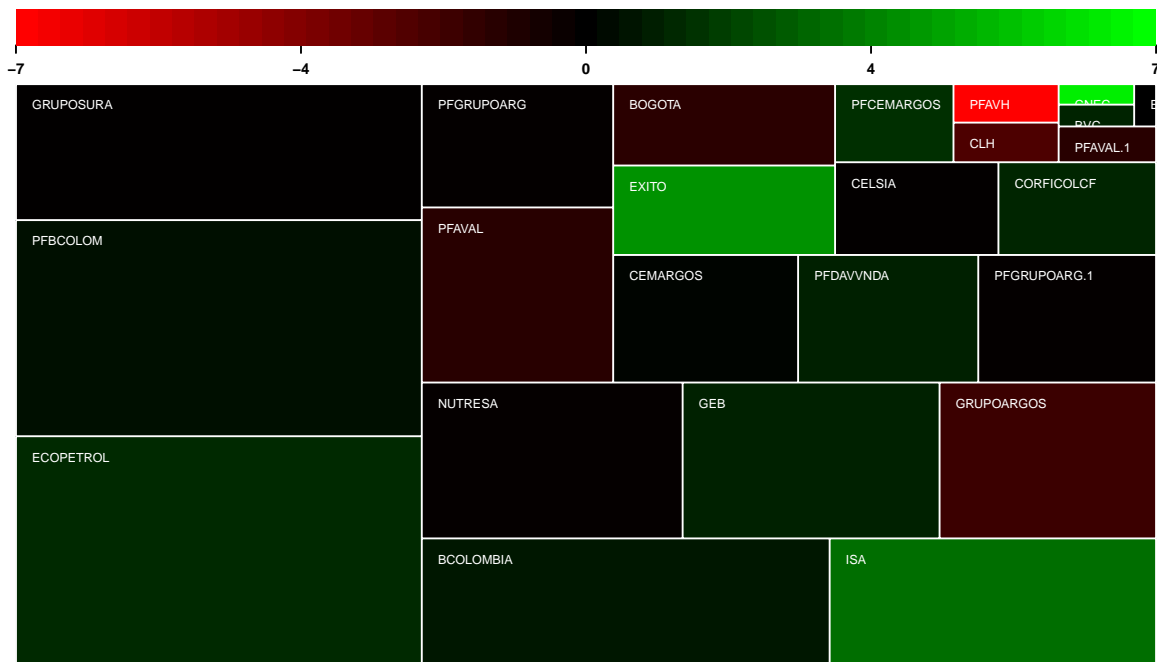 −7 −4 0 4 7
GRUPOSURA
PFGRUPOARG
BOGOTA
PFCEMARGOS
PFAVH
CLH
PFAVAL.1
EXITO
CELSIA
CORFICOLCF
PFBCOLOM
PFAVAL
CEMARGOS
PFDAVVNDA
PFGRUPOARG.1
NUTRESA
GEB
GRUPOARGOS
ECOPETROL
BCOLOMBIA
ISA